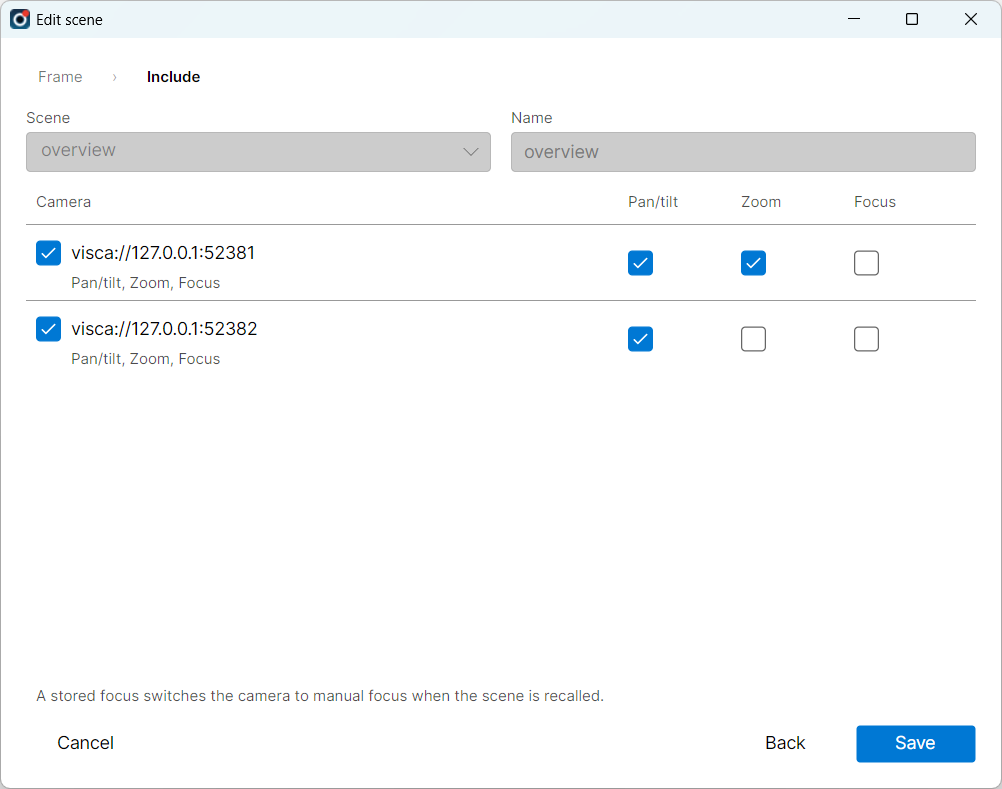 Edit scene
Frame › Include
Scene Name
overview overview
Camera Pan/tilt Zoom Focus
visca://127.0.0.1:52381
Pan/tilt, Zoom, Focus
visca://127.0.0.1:52382
Pan/tilt, Zoom, Focus
A stored focus switches the camera to manual focus when the scene is recalled.
Cancel Back Save